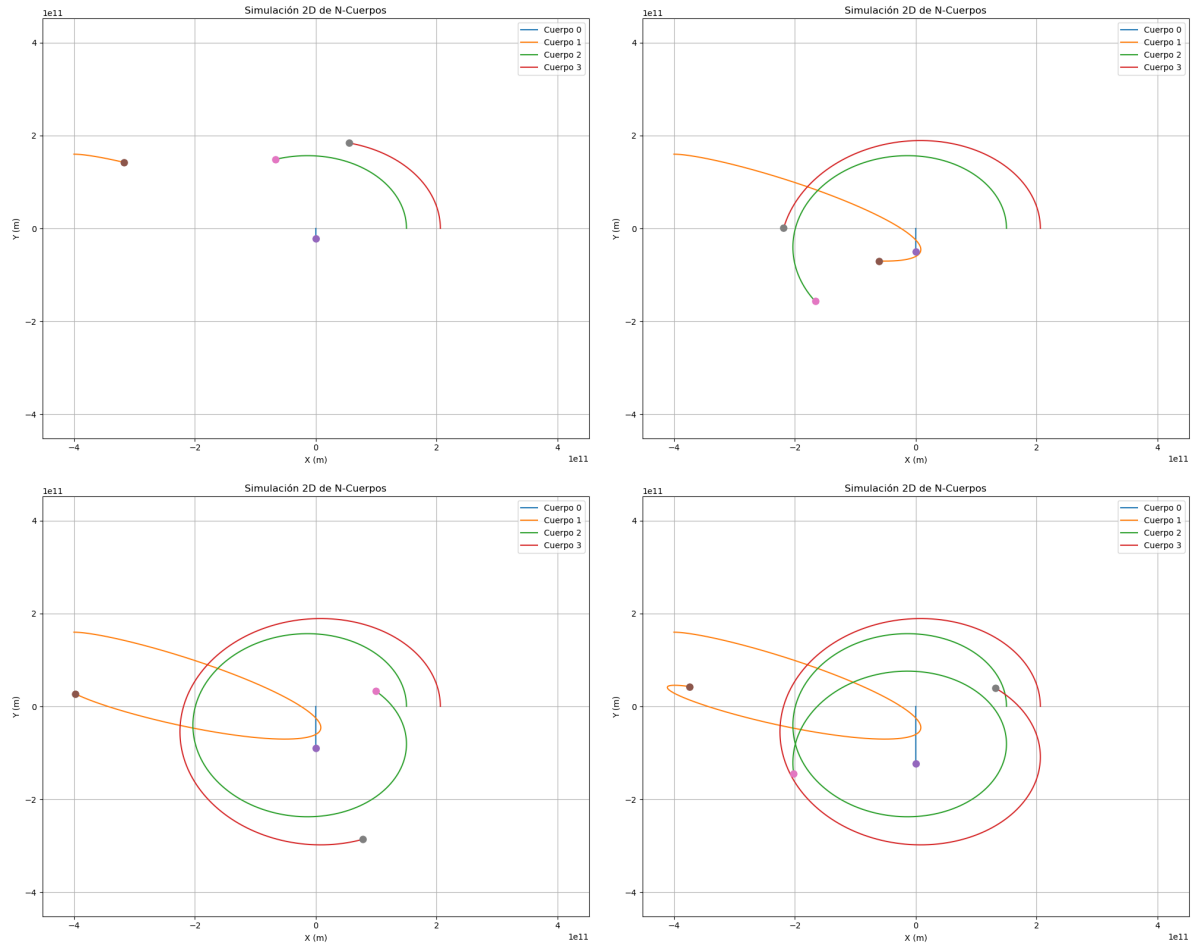 Simulación 2D de N-Cuerpos
1e11
4
2
0
−2
−4
Y (m)
−4
−2
0
2
4
1e11
X (m)
Cuerpo 0
Cuerpo 1
Cuerpo 2
Cuerpo 3
Simulación 2D de N-Cuerpos
1e11
4
2
0
−2
−4
Y (m)
−4
−2
0
2
4
1e11
X (m)
Cuerpo 0
Cuerpo 1
Cuerpo 2
Cuerpo 3
Simulación 2D de N-Cuerpos
1e11
4
2
0
−2
−4
Y (m)
−4
−2
0
2
4
1e11
X (m)
Cuerpo 0
Cuerpo 1
Cuerpo 2
Cuerpo 3
Simulación 2D de N-Cuerpos
1e11
4
2
0
−2
−4
Y (m)
−4
−2
0
2
4
1e11
X (m)
Cuerpo 0
Cuerpo 1
Cuerpo 2
Cuerpo 3